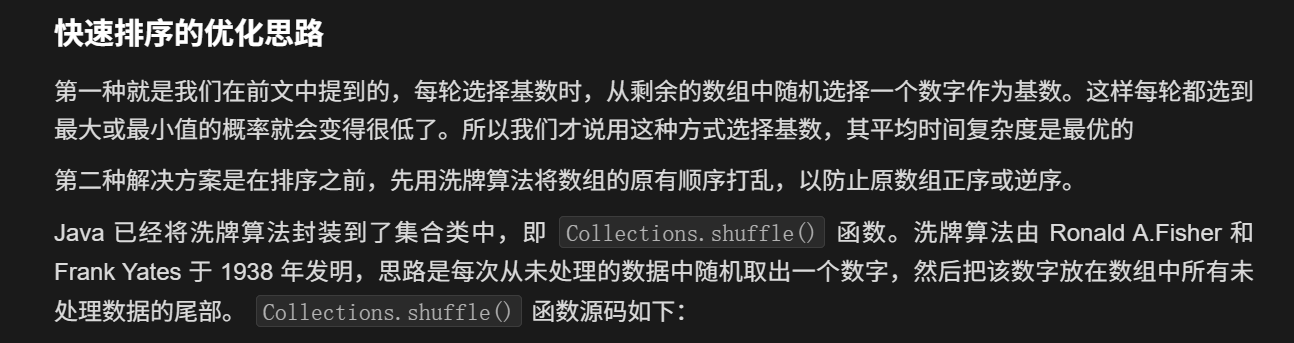 快速排序的优化思路
第一种就是我们在前文中提到的，每轮选择基数时，从剩余的数组中随机选择一个数字作为基数。这样每轮都选到
最大或最小值的概率就会变得很低了。所以我们才说用这种方式选择基数，其平均时间复杂度是最优的
第二种解决方案是在排序之前，先用洗牌算法将数组的原有顺序打乱，以防止原数组正序或逆序。
Java 已经将洗牌算法封装到了集合类中，即 Collections.shuffle() 函数。洗牌算法由 Ronald A.Fisher 和
Frank Yates 于 1938 年发明，思路是每次从未处理的数据中随机取出一个数字，然后把该数字放在数组中所有未
处理数据的尾部。 Collections.shuffle() 函数源码如下：